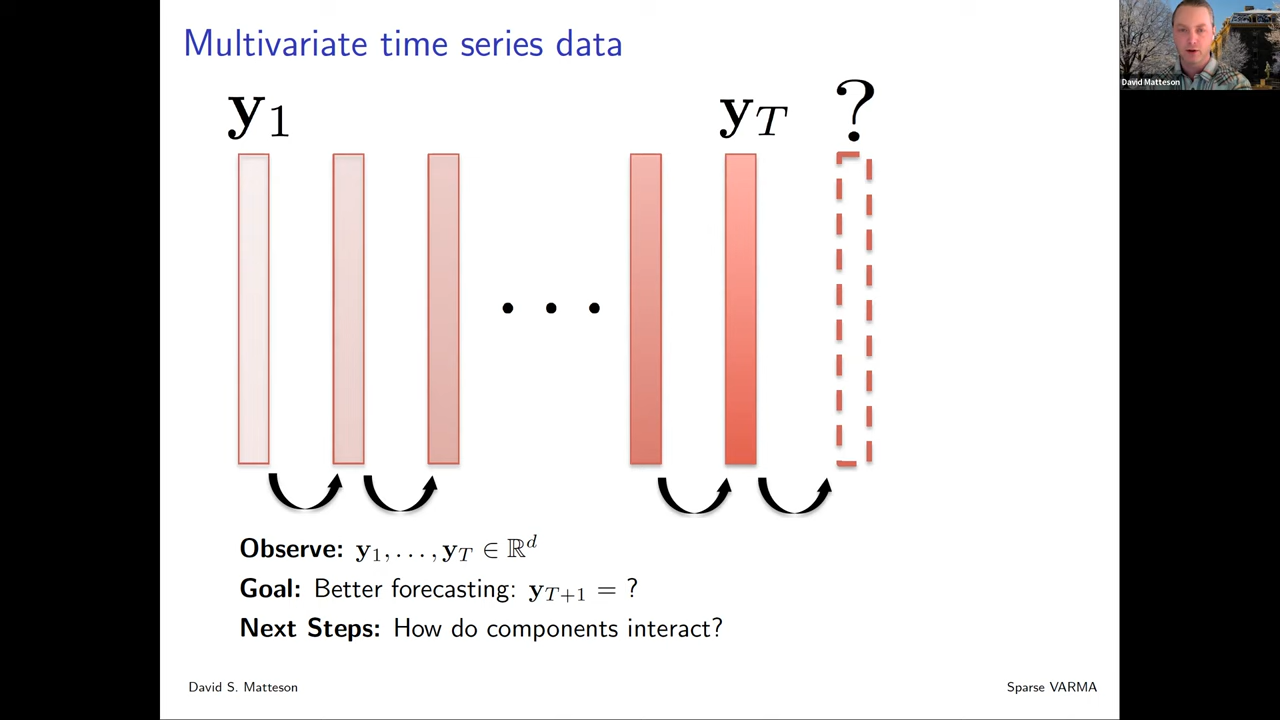 Multivariate time series data
David Matteson
y₁ y_T ?
Observe: y₁, . . . , y_T ∈ ℝᵈ
Goal: Better forecasting: y_{T+1} = ?
Next Steps: How do components interact?
David S. Matteson Sparse VARMA